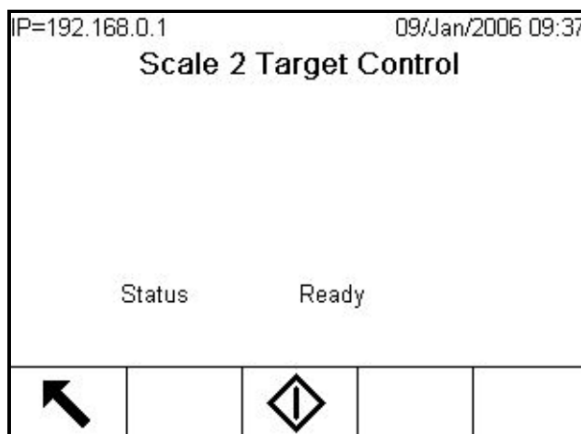 IP=192.168.0.1 09/Jan/2006 09:37
Scale 2 Target Control
Status Ready